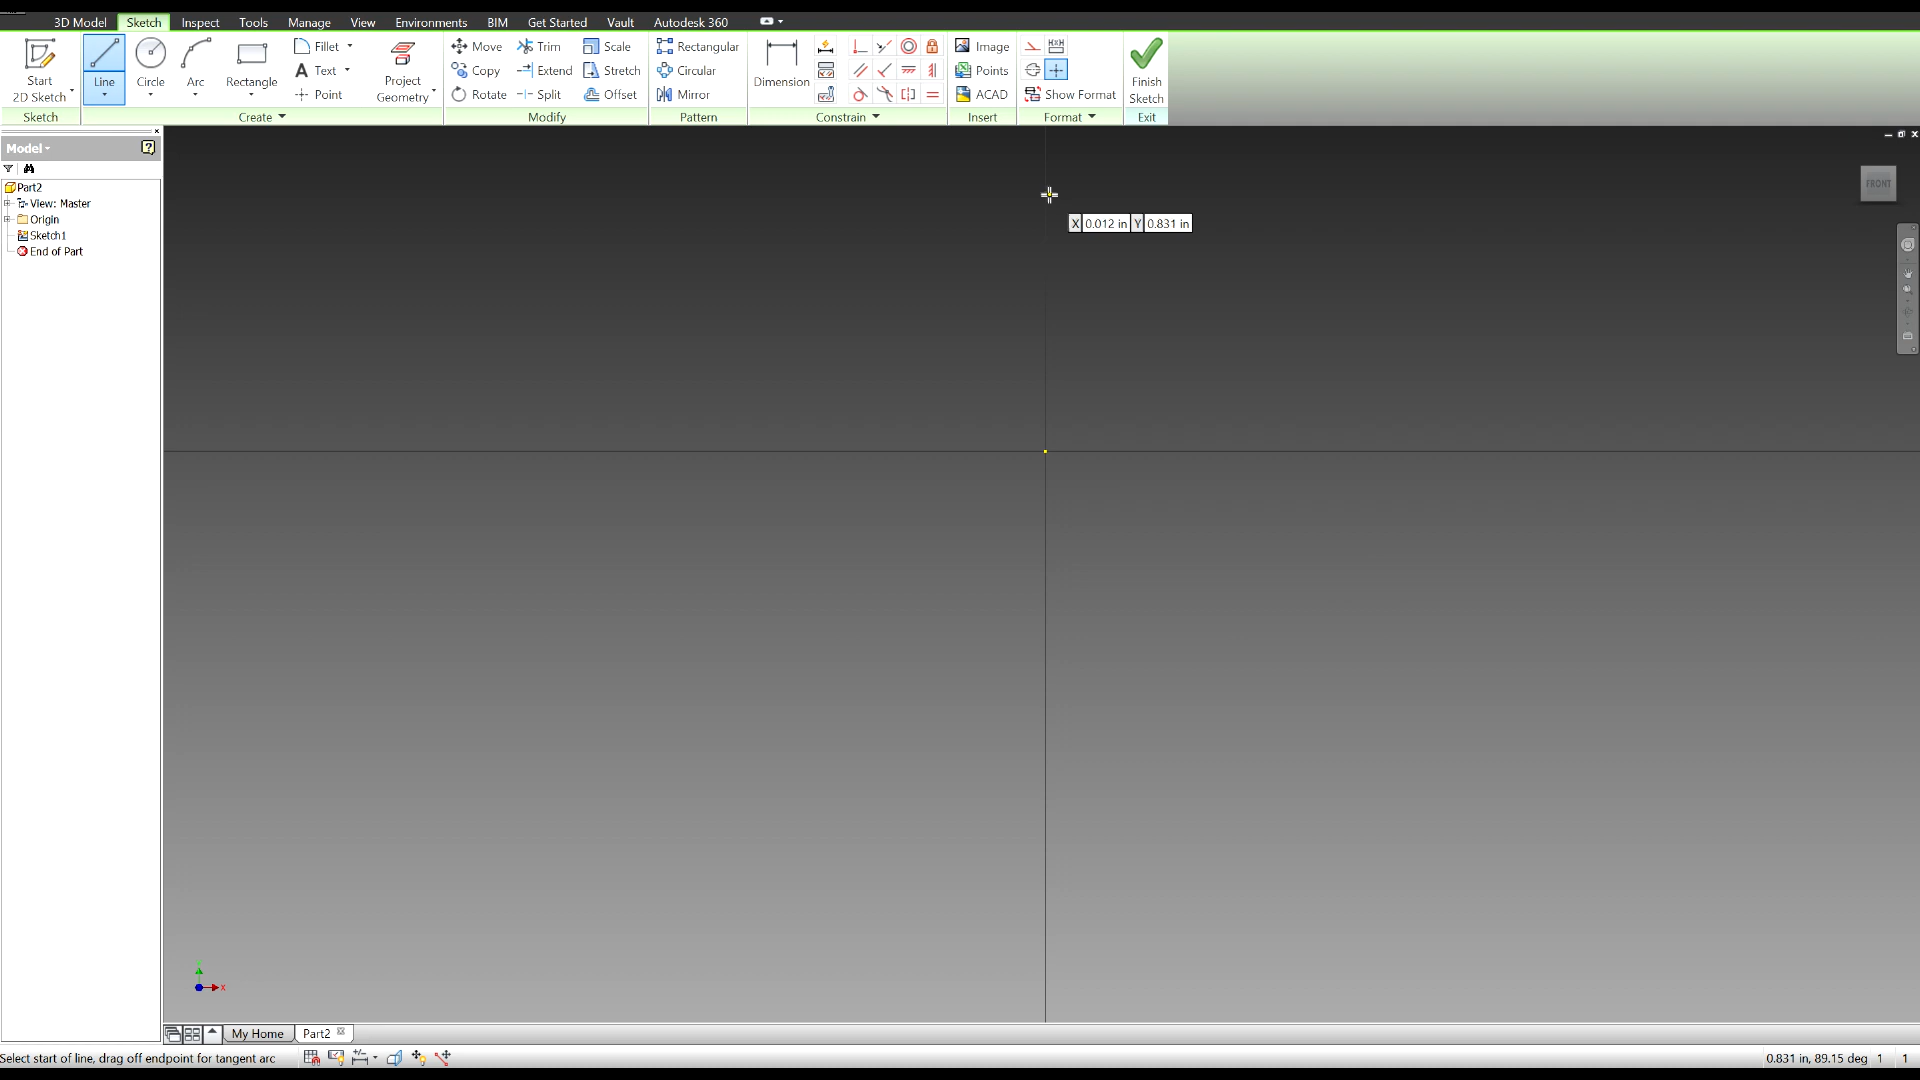 3D Model Sketch Inspect Tools Manage View Environments BIM Get Started Vault Autodesk 360
Start
2D Sketch
Line
Circle
Arc
Rectangle
Fillet
Text
Point
Project
Geometry
Move
Copy
Rotate
Trim
Extend
Split
Scale
Stretch
Offset
Rectangular
Circular
Mirror
Dimension
Image
Points
ACAD
Show Format
Finish
Sketch
Sketch Create Modify Pattern Constrain Insert Format Exit
Model
Part2
View: Master
Origin
Sketch1
End of Part
FRONT
X 0.012 in Y 0.831 in
x
My Home Part2
Select start of line, drag off endpoint for tangent arc
0.831 in, 89.15 deg 1 1